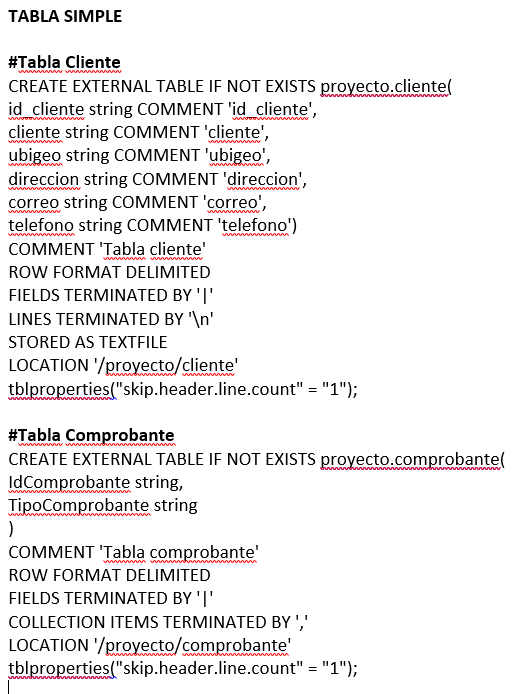 TABLA SIMPLE
#Tabla Cliente
CREATE EXTERNAL TABLE IF NOT EXISTS proyecto.cliente(
id_cliente string COMMENT 'id_cliente',
cliente string COMMENT 'cliente',
ubigeo string COMMENT 'ubigeo',
direccion string COMMENT 'direccion',
correo string COMMENT 'correo',
telefono string COMMENT 'telefono')
COMMENT 'Tabla cliente'
ROW FORMAT DELIMITED
FIELDS TERMINATED BY '|'
LINES TERMINATED BY '\n'
STORED AS TEXTFILE
LOCATION '/proyecto/cliente'
tblproperties("skip.header.line.count" = "1");
#Tabla Comprobante
CREATE EXTERNAL TABLE IF NOT EXISTS proyecto.comprobante(
IdComprobante string,
TipoComprobante string
)
COMMENT 'Tabla comprobante'
ROW FORMAT DELIMITED
FIELDS TERMINATED BY '|'
COLLECTION ITEMS TERMINATED BY ','
LOCATION '/proyecto/comprobante'
tblproperties("skip.header.line.count" = "1");